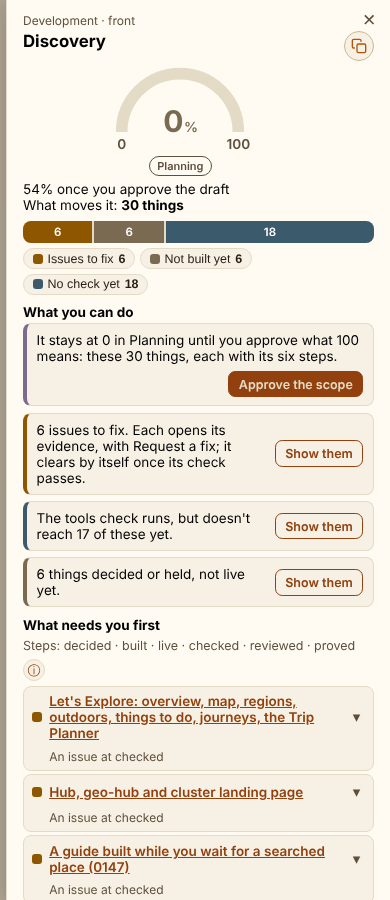 Development · front
Discovery
0%
0
100
Planning
54% once you approve the draft
What moves it: 30 things
6
6
18
Issues to fix 6
Not built yet 6
No check yet 18
What you can do
It stays at 0 in Planning until you approve what 100
means: these 30 things, each with its six steps.
Approve the scope
6 issues to fix. Each opens its
evidence, with Request a fix; it
clears by itself once its check
passes.
Show them
The tools check runs, but doesn't
reach 17 of these yet.
Show them
6 things decided or held, not live
yet.
Show them
What needs you first
Steps: decided · built · live · checked · reviewed · proved
Let's Explore: overview, map, regions,
outdoors, things to do, journeys, the Trip
Planner
An issue at checked
Hub, geo-hub and cluster landing page
An issue at checked
A guide built while you wait for a searched
place (0147)
An issue at checked